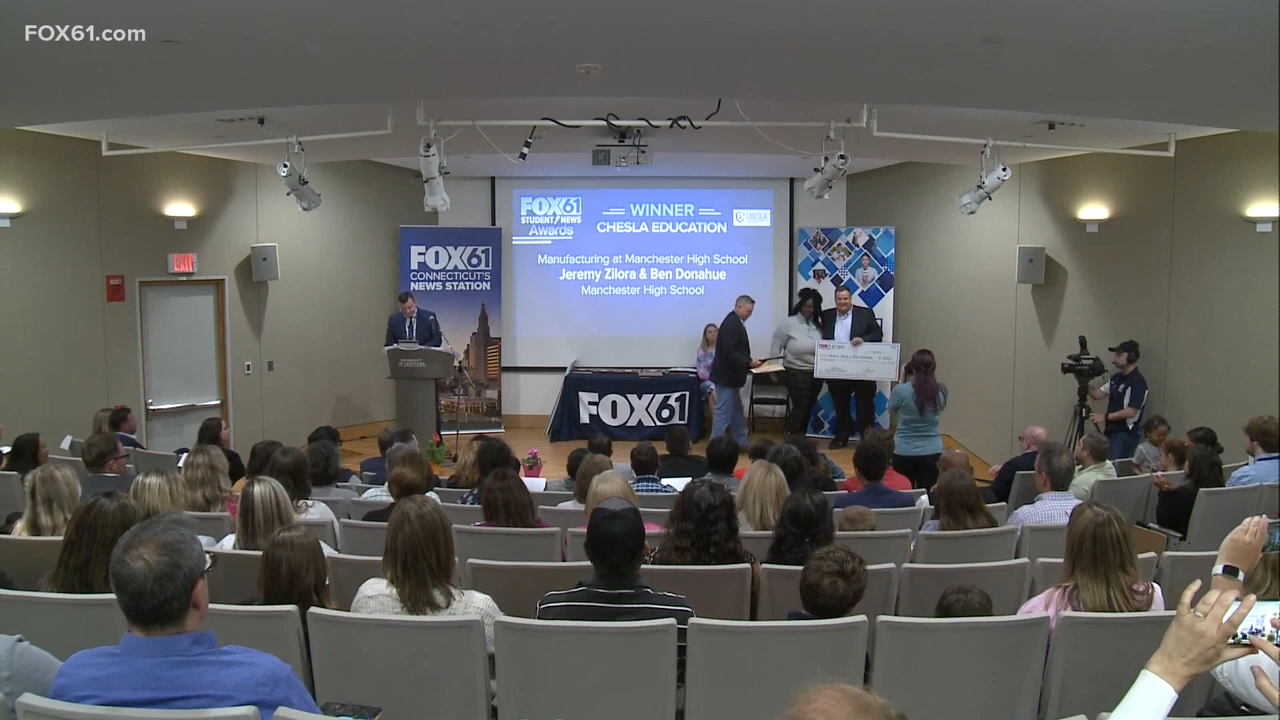 FOX61.com
FOX61
STUDENT NEWS
Awards
WINNER
CHESLA EDUCATION
CHESLA
Manufacturing at Manchester High School
Jeremy Zilora & Ben Donahue
Manchester High School
EXIT
FOX61
CONNECTICUT'S
NEWS STATION
FOX61